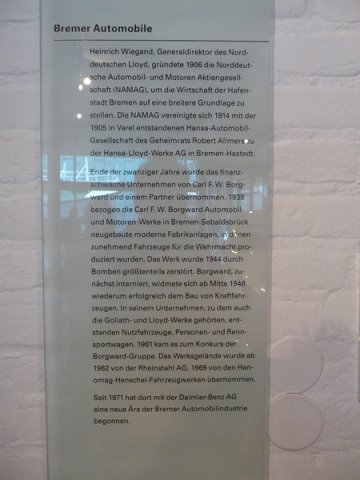 Bremer Automobile
Heinrich Wiegand, Generaldirektor des Nord-
deutschen Lloyd, gründete 1906 die Norddeut-
sche Automobil- und Motoren Aktiengesell-
schaft (NAMAG), um die Wirtschaft der Hafen-
stadt Bremen auf eine breitere Grundlage zu
stellen. Die NAMAG vereinigte sich 1914 mit der
1905 in Varel entstandenen Hansa-Automobil-
Gesellschaft des Geheimrats Robert Allmers zu
der Hansa-Lloyd-Werke AG in Bremen-Hastedt.
Ende der zwanziger Jahre wurde das finanz-
schwache Unternehmen von Carl F. W. Borg-
ward und einem Partner übernommen. 1938
bezogen die Carl F. W. Borgward Automobil-
und Motoren-Werke in Bremen-Sebaldsbrück
neugebaute moderne Fabrikanlagen, in denen
zunehmend Fahrzeuge für die Wehrmacht pro-
duziert wurden. Das Werk wurde 1944 durch
Bomben größtenteils zerstört. Borgward, zu-
nächst interniert, widmete sich ab Mitte 1948
wiederum erfolgreich dem Bau von Kraftfahr-
zeugen. In seinem Unternehmen, zu dem auch
die Goliath- und Lloyd-Werke gehörten, ent-
standen Nutzfahrzeuge, Personen- und Renn-
sportwagen. 1961 kam es zum Konkurs der
Borgward-Gruppe. Das Werksgelände wurde ab
1962 von der Rheinstahl AG, 1969 von den Han-
omag-Henschel-Fahrzeugwerken übernommen.
Seit 1971 hat dort mit der Daimler-Benz AG
eine neue Ära der Bremer Automobilindustrie
begonnen.